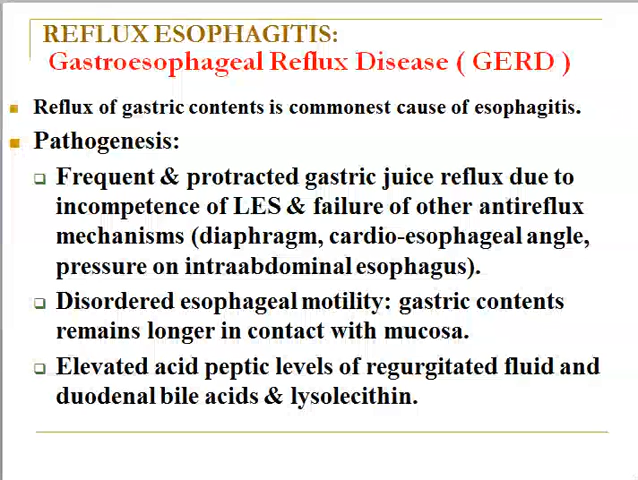 REFLUX ESOPHAGITIS:
Gastroesophageal Reflux Disease ( GERD )
Reflux of gastric contents is commonest cause of esophagitis.
Pathogenesis:
Frequent & protracted gastric juice reflux due to
incompetence of LES & failure of other antireflux
mechanisms (diaphragm, cardio-esophageal angle,
pressure on intraabdominal esophagus).
Disordered esophageal motility: gastric contents
remains longer in contact with mucosa.
Elevated acid peptic levels of regurgitated fluid and
duodenal bile acids & lysolecithin.